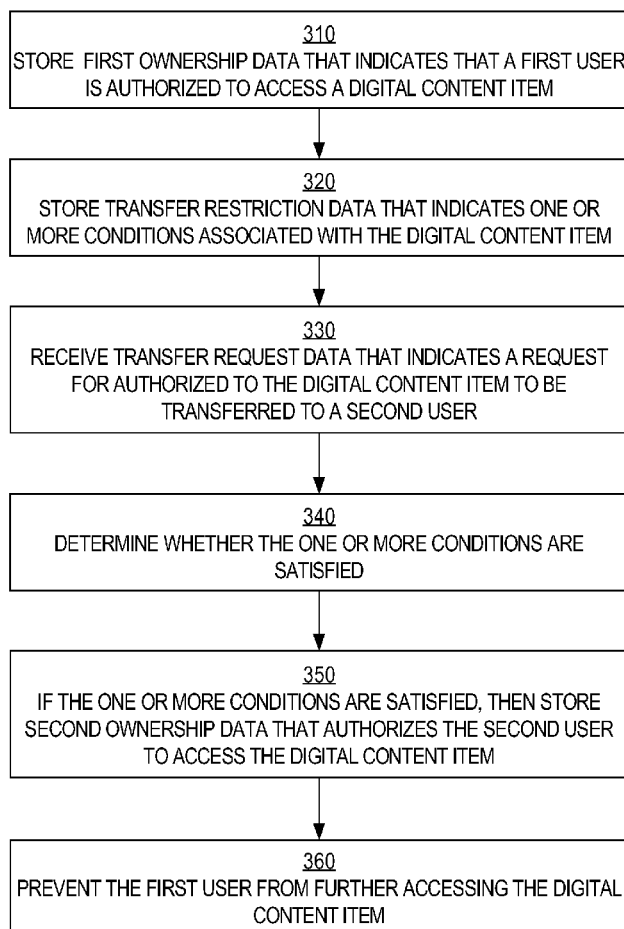 310
STORE FIRST OWNERSHIP DATA THAT INDICATES THAT A FIRST USER
IS AUTHORIZED TO ACCESS A DIGITAL CONTENT ITEM
320
STORE TRANSFER RESTRICTION DATA THAT INDICATES ONE OR
MORE CONDITIONS ASSOCIATED WITH THE DIGITAL CONTENT ITEM
330
RECEIVE TRANSFER REQUEST DATA THAT INDICATES A REQUEST
FOR AUTHORIZED TO THE DIGITAL CONTENT ITEM TO BE
TRANSFERRED TO A SECOND USER
340
DETERMINE WHETHER THE ONE OR MORE CONDITIONS ARE
SATISFIED
350
IF THE ONE OR MORE CONDITIONS ARE SATISFIED, THEN STORE
SECOND OWNERSHIP DATA THAT AUTHORIZES THE SECOND USER
TO ACCESS THE DIGITAL CONTENT ITEM
360
PREVENT THE FIRST USER FROM FURTHER ACCESSING THE DIGITAL
CONTENT ITEM